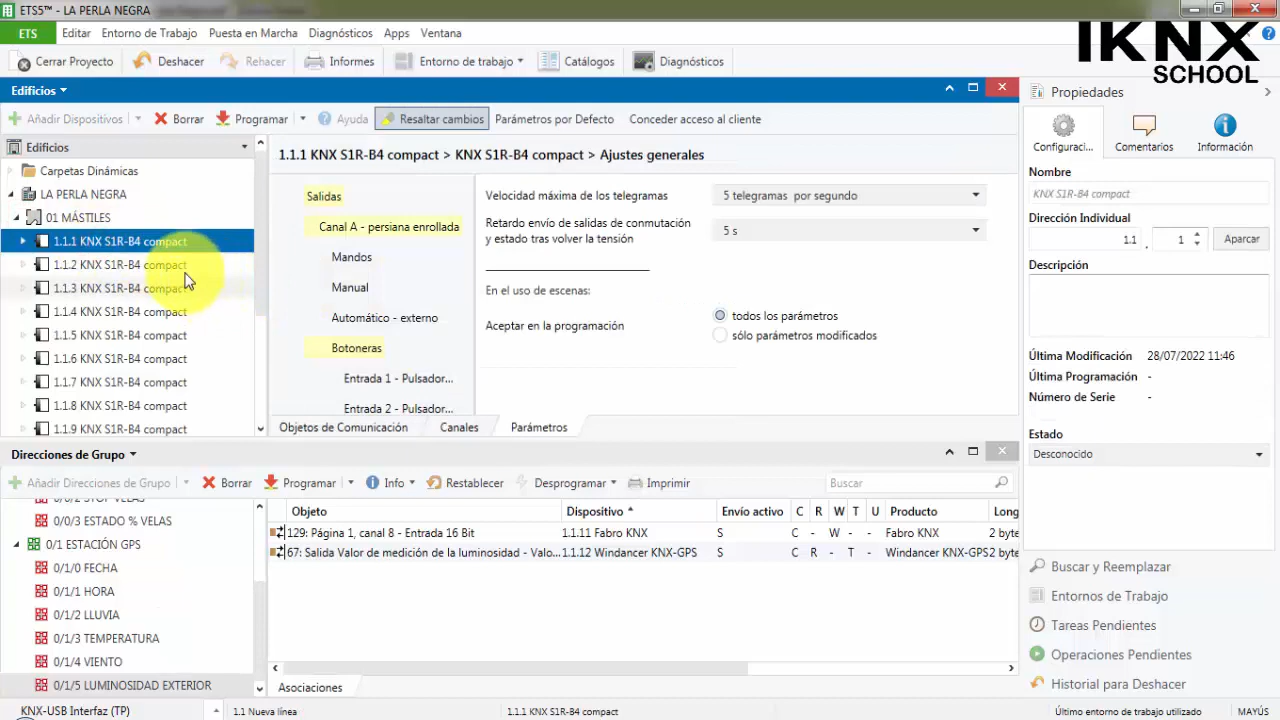 ETS5™ - LA PERLA NEGRA
ETS Editar Entorno de Trabajo Puesta en Marcha Diagnósticos Apps Ventana
IKNX
SCHOOL
Cerrar Proyecto Deshacer Rehacer Informes Entorno de trabajo Catálogos Diagnósticos
Edificios
Añadir Dispositivos Borrar Programar Ayuda Resaltar cambios Parámetros por Defecto Conceder acceso al cliente
Edificios
Carpetas Dinámicas
LA PERLA NEGRA
01 MÁSTILES
1.1.1 KNX S1R-B4 compact
1.1.2 KNX S1R-B4 compact
1.1.3 KNX S1R-B4 compact
1.1.4 KNX S1R-B4 compact
1.1.5 KNX S1R-B4 compact
1.1.6 KNX S1R-B4 compact
1.1.7 KNX S1R-B4 compact
1.1.8 KNX S1R-B4 compact
1.1.9 KNX S1R-B4 compact
1.1.1 KNX S1R-B4 compact > KNX S1R-B4 compact > Ajustes generales
Salidas
Canal A - persiana enrollada
Mandos
Manual
Automático - externo
Botoneras
Entrada 1 - Pulsador...
Entrada 2 - Pulsador...
Velocidad máxima de los telegramas 5 telegramas por segundo
Retardo envío de salidas de conmutación
y estado tras volver la tensión
5 s
En el uso de escenas:
Aceptar en la programación
todos los parámetros
sólo parámetros modificados
Objetos de Comunicación Canales Parámetros
Propiedades
Configuraci... Comentarios Información
Nombre
KNX S1R-B4 compact
Dirección Individual
1.1 . 1 Aparcar
Descripción
Última Modificación 28/07/2022 11:46
Última Programación -
Número de Serie -
Estado
Desconocido
Buscar y Reemplazar
Entornos de Trabajo
Tareas Pendientes
Operaciones Pendientes
Historial para Deshacer
Direcciones de Grupo
Añadir Direcciones de Grupo Borrar Programar Info Restablecer Desprogramar Imprimir Buscar
0/0/2 STOP VELAS
0/0/3 ESTADO % VELAS
0/1 ESTACIÓN GPS
0/1/0 FECHA
0/1/1 HORA
0/1/2 LLUVIA
0/1/3 TEMPERATURA
0/1/4 VIENTO
0/1/5 LUMINOSIDAD EXTERIOR
Objeto Dispositivo Envío activo C R W T U Producto Long
129: Página 1, canal 8 - Entrada 16 Bit 1.1.11 Fabro KNX S C - W - - Fabro KNX 2 byte
67: Salida Valor de medición de la luminosidad - Valo... 1.1.12 Windancer KNX-GPS S C R - T - Windancer KNX-GPS 2 byte
Asociaciones
KNX-USB Interfaz (TP) 1.1 Nueva línea 1.1.1 KNX S1R-B4 compact Último entorno de trabajo utilizado MAYÚS